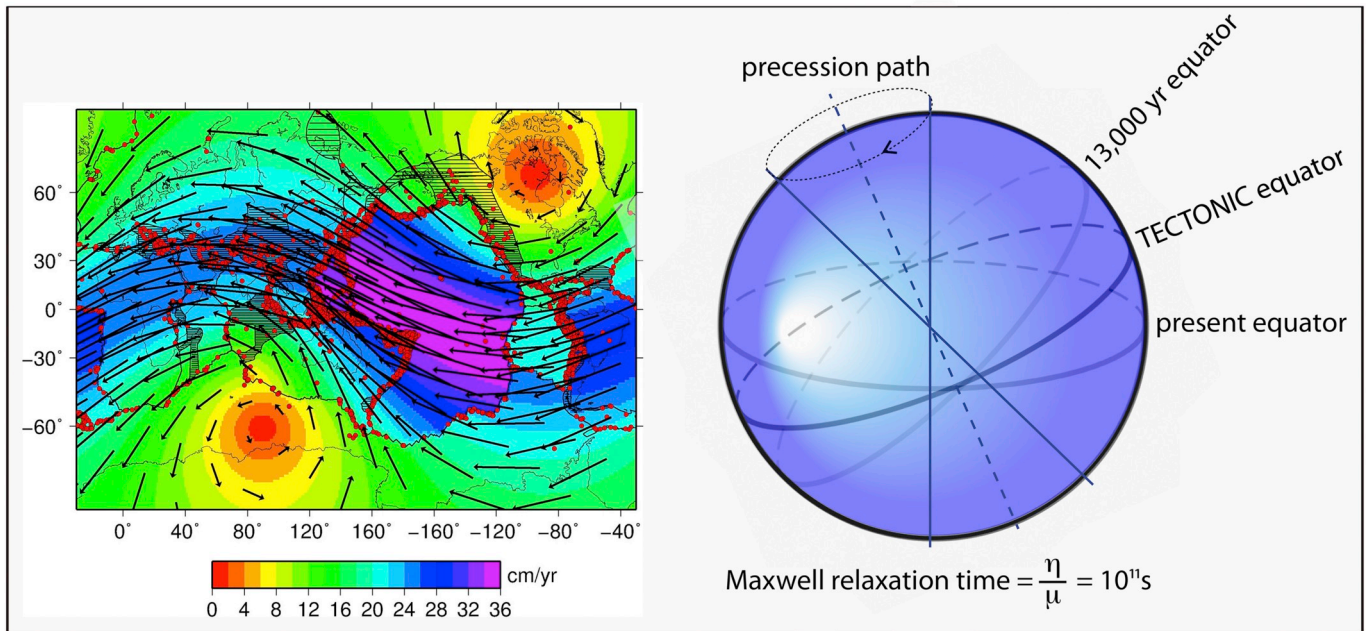 60°
30°
0°
−30°
−60°
0° 40° 80° 120° 160° −160° −120° −80° −40°
cm/yr
0 4 8 12 16 20 24 28 32 36
precession path
13,000 yr equator
TECTONIC equator
present equator
Maxwell relaxation time = η/μ = 10¹¹s